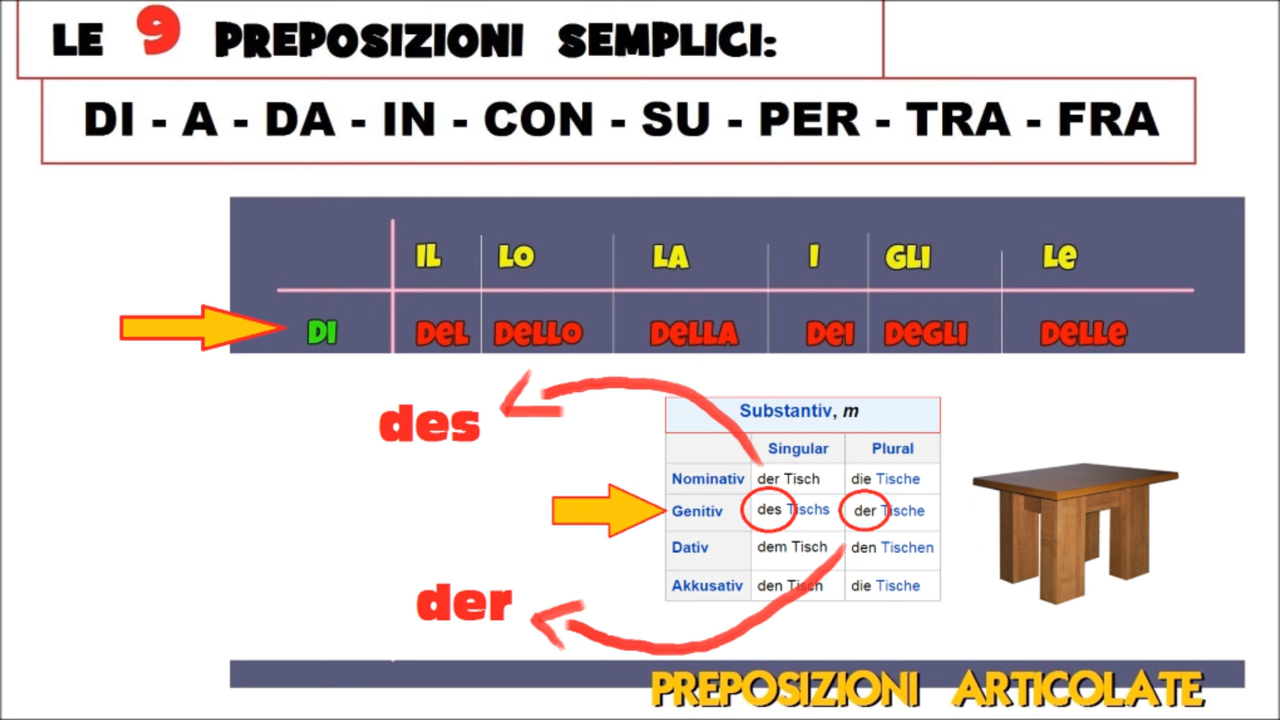 LE 9 PREPOSIZIONI SEMPLICI:
DI - A - DA - IN - CON - SU - PER - TRA - FRA
IL LO LA I GLI Le
DI DeL DeLLO DeLLA Dei DeGLI DeLLe
des
Substantiv, m
Singular Plural
Nominativ der Tisch die Tische
Genitiv des Tischs der Tische
Dativ dem Tisch den Tischen
Akkusativ den Tisch die Tische
der
PREPOSIZIONI ARTICOLATE